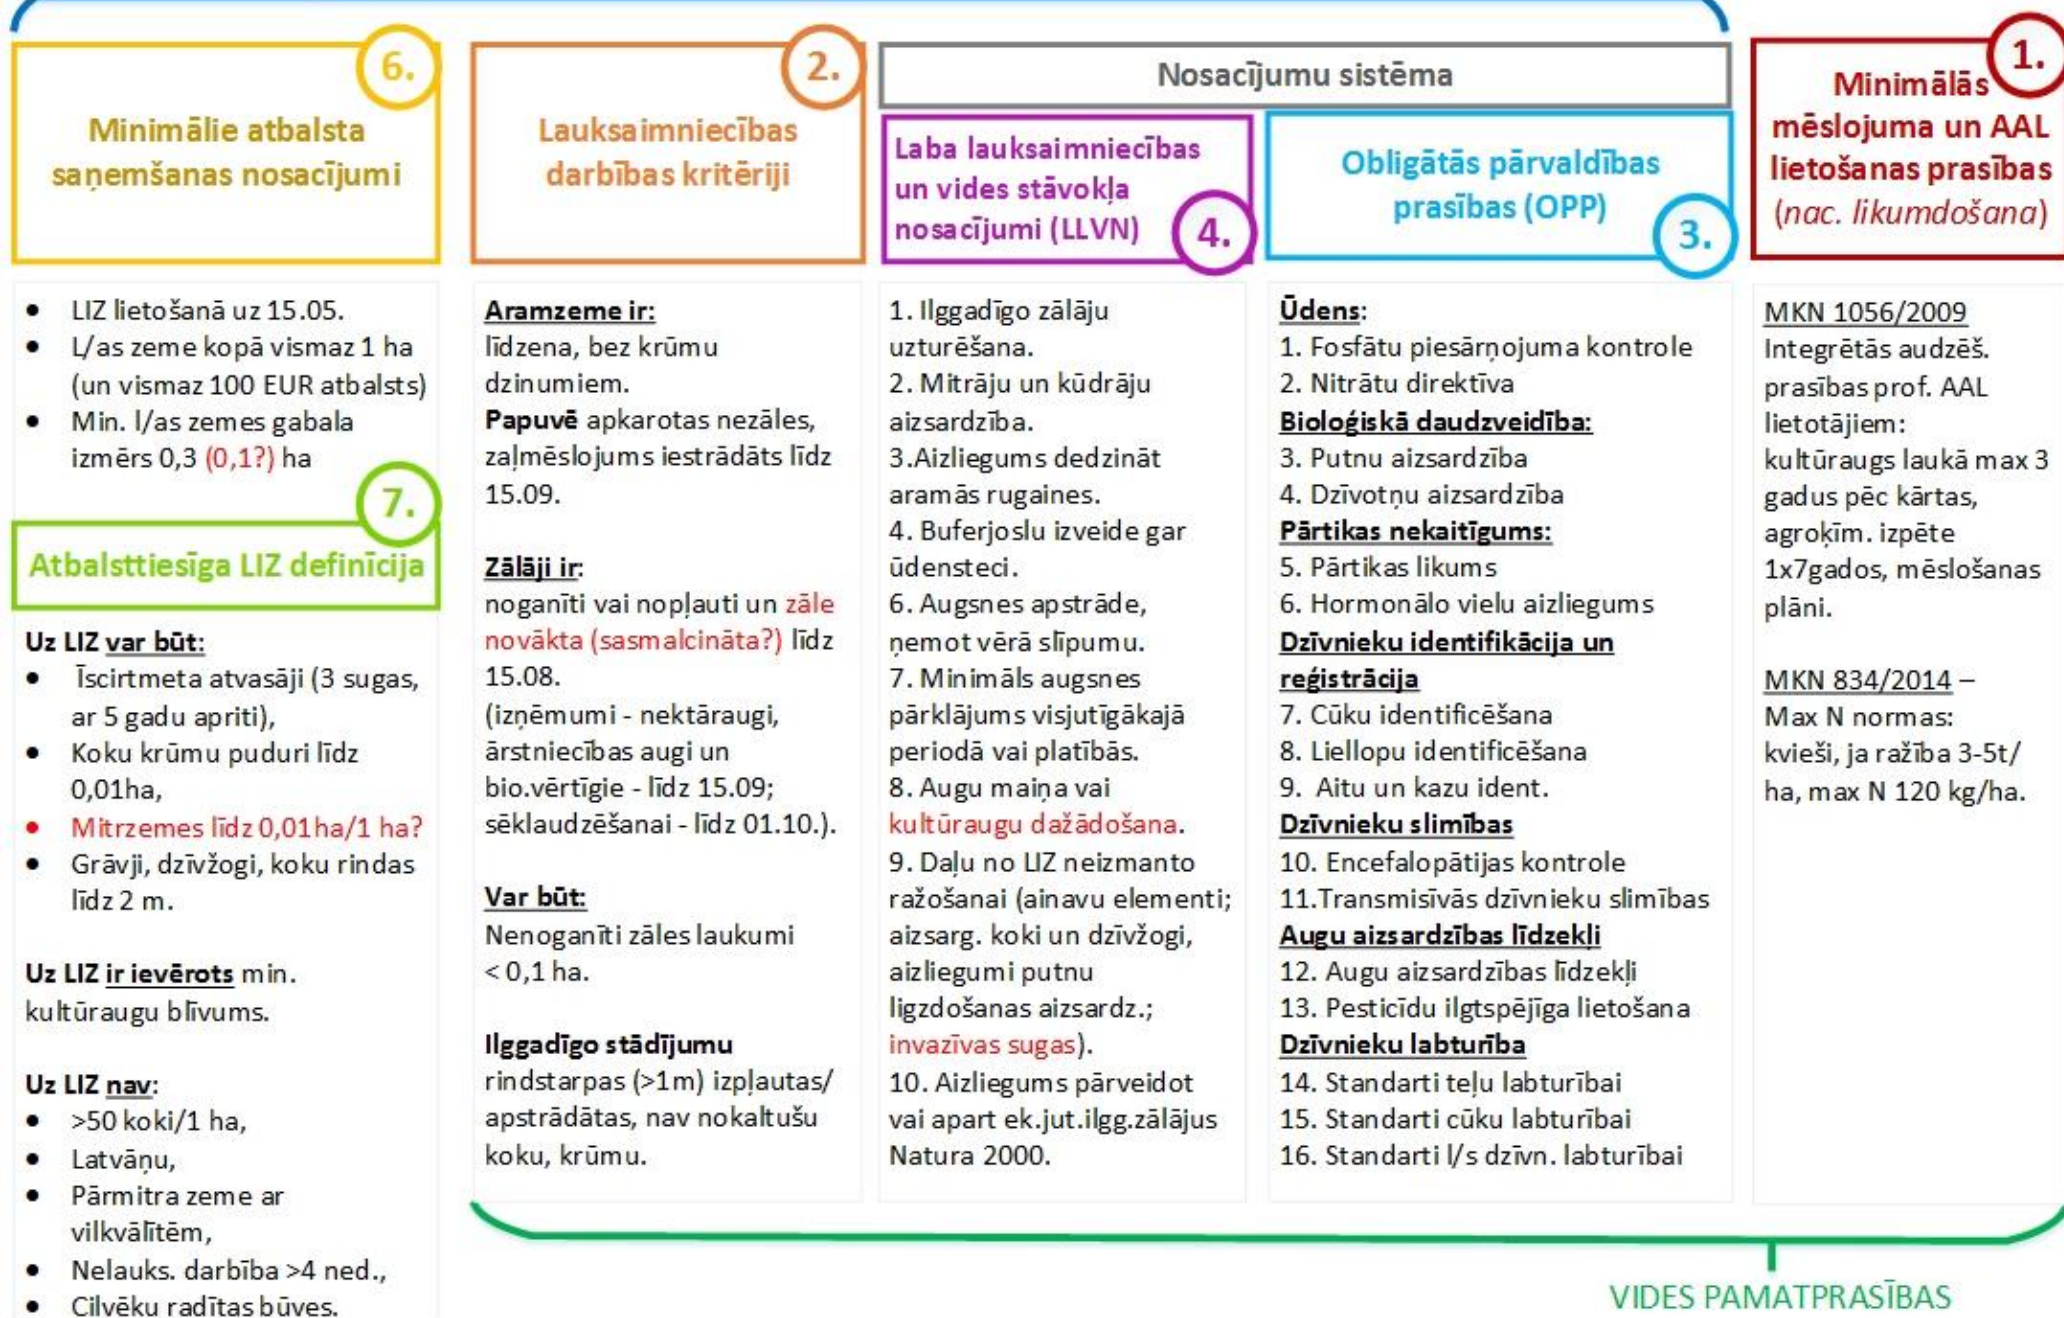 6.
Minimālie atbalsta
saņemšanas nosacījumi
LIZ lietošanā uz 15.05.
L/as zeme kopā vismaz 1 ha
(un vismaz 100 EUR atbalsts)
Min. l/as zemes gabala
izmērs 0,3 (0,1?) ha
7.
Atbalsttiesīga LIZ definīcija
Uz LIZ var būt:
Īscirtmeta atvasāji (3 sugas,
ar 5 gadu apriti),
Koku krūmu puduri līdz
0,01ha,
Mitrzemes līdz 0,01ha/1 ha?
Grāvji, dzīvžogi, koku rindas
līdz 2 m.
Uz LIZ ir ievērots min.
kultūraugu blīvums.
Uz LIZ nav:
>50 koki/1 ha,
Latvāņu,
Pārmitra zeme ar
vilkvālītēm,
Nelauks. darbība >4 ned.,
Cilvēku radītas būves.
2.
Lauksaimniecības
darbības kritēriji
Aramzeme ir:
līdzena, bez krūmu
dzinumiem.
Papuvē apkarotas nezāles,
zaļmēslojums iestrādāts līdz
15.09.
Zālāji ir:
noganīti vai nopļauti un zāle
novākta (sasmalcināta?) līdz
15.08.
(izņēmumi - nektāraugi,
ārstniecības augi un
bio.vērtīgie - līdz 15.09;
sēklaudzēšanai - līdz 01.10.).
Var būt:
Nenoganīti zāles laukumi
< 0,1 ha.
Ilggadīgo stādījumu
rindstarpas (>1m) izpļautas/
apstrādātas, nav nokaltušu
koku, krūmu.
Nosacījumu sistēma
Laba lauksaimniecības
un vides stāvokļa
nosacījumi (LLVN)
4.
1. Ilggadīgo zālāju
uzturēšana.
2. Mitrāju un kūdrāju
aizsardzība.
3.Aizliegums dedzināt
aramās rugaines.
4. Buferjoslu izveide gar
ūdensteci.
6. Augsnes apstrāde,
ņemot vērā slīpumu.
7. Minimāls augsnes
pārklājums visjutīgākajā
periodā vai platībās.
8. Augu maiņa vai
kultūraugu dažādošana.
9. Daļu no LIZ neizmanto
ražošanai (ainavu elementi;
aizsarg. koki un dzīvžogi,
aizliegumi putnu
ligzdošanas aizsardz.;
invazīvas sugas).
10. Aizliegums pārveidot
vai apart ek.jut.ilgg.zālājus
Natura 2000.
Obligātās pārvaldības
prasības (OPP)
3.
Ūdens:
1. Fosfātu piesārņojuma kontrole
2. Nitrātu direktīva
Bioloģiskā daudzveidība:
3. Putnu aizsardzība
4. Dzīvotņu aizsardzība
Pārtikas nekaitīgums:
5. Pārtikas likums
6. Hormonālo vielu aizliegums
Dzīvnieku identifikācija un
reģistrācija
7. Cūku identificēšana
8. Liellopu identificēšana
9. Aitu un kazu ident.
Dzīvnieku slimības
10. Encefalopātijas kontrole
11.Transmisīvās dzīvnieku slimības
Augu aizsardzības līdzekļi
12. Augu aizsardzības līdzekļi
13. Pesticīdu ilgtspējīga lietošana
Dzīvnieku labturība
14. Standarti teļu labturībai
15. Standarti cūku labturībai
16. Standarti l/s dzīvn. labturībai
1.
Minimālās
mēslojuma un AAL
lietošanas prasības
(nac. likumdošana)
MKN 1056/2009
Integrētās audzēš.
prasības prof. AAL
lietotājiem:
kultūraugs laukā max 3
gadus pēc kārtas,
agroķīm. izpēte
1x7gados, mēslošanas
plāni.
MKN 834/2014 –
Max N normas:
kvieši, ja ražība 3-5t/
ha, max N 120 kg/ha.
VIDES PAMATPRASĪBAS